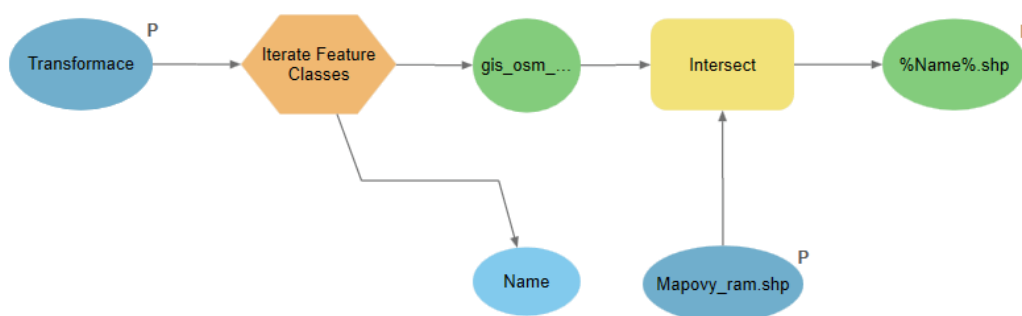 P
Transformace
Iterate Feature
Classes
gis_osm_...
Intersect
%Name%.shp
Name
P
Mapovy_ram.shp